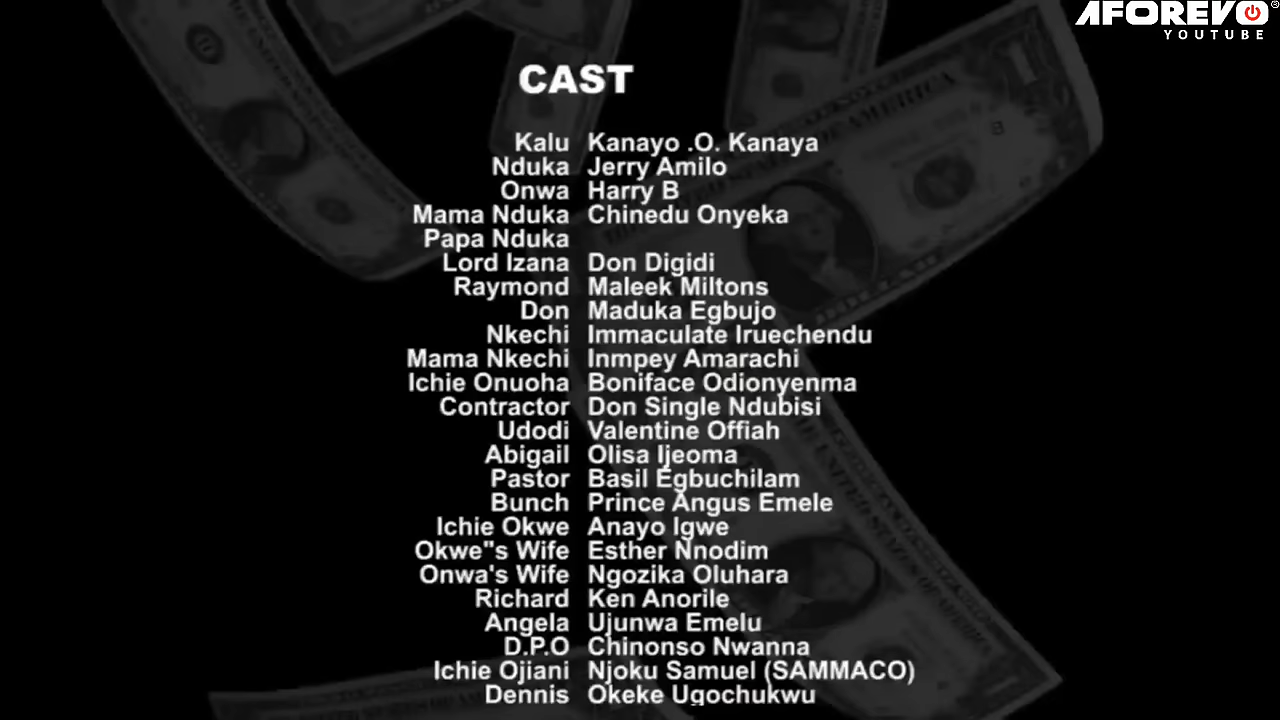 AFOREVO
YOUTUBE
CAST
Kalu Kanayo .O. Kanaya
Nduka Jerry Amilo
Onwa Harry B
Mama Nduka Chinedu Onyeka
Papa Nduka
Lord Izana Don Digidi
Raymond Maleek Miltons
Don Maduka Egbujo
Nkechi Immaculate Iruechendu
Mama Nkechi Inmpey Amarachi
Ichie Onuoha Boniface Odionyenma
Contractor Don Single Ndubisi
Udodi Valentine Offiah
Abigail Olisa Ijeoma
Pastor Basil Egbuchilam
Bunch Prince Angus Emele
Ichie Okwe Anayo Igwe
Okwe"s Wife Esther Nnodim
Onwa's Wife Ngozika Oluhara
Richard Ken Anorile
Angela Ujunwa Emelu
D.P.O Chinonso Nwanna
Ichie Ojiani Njoku Samuel (SAMMACO)
Dennis Okeke Ugochukwu